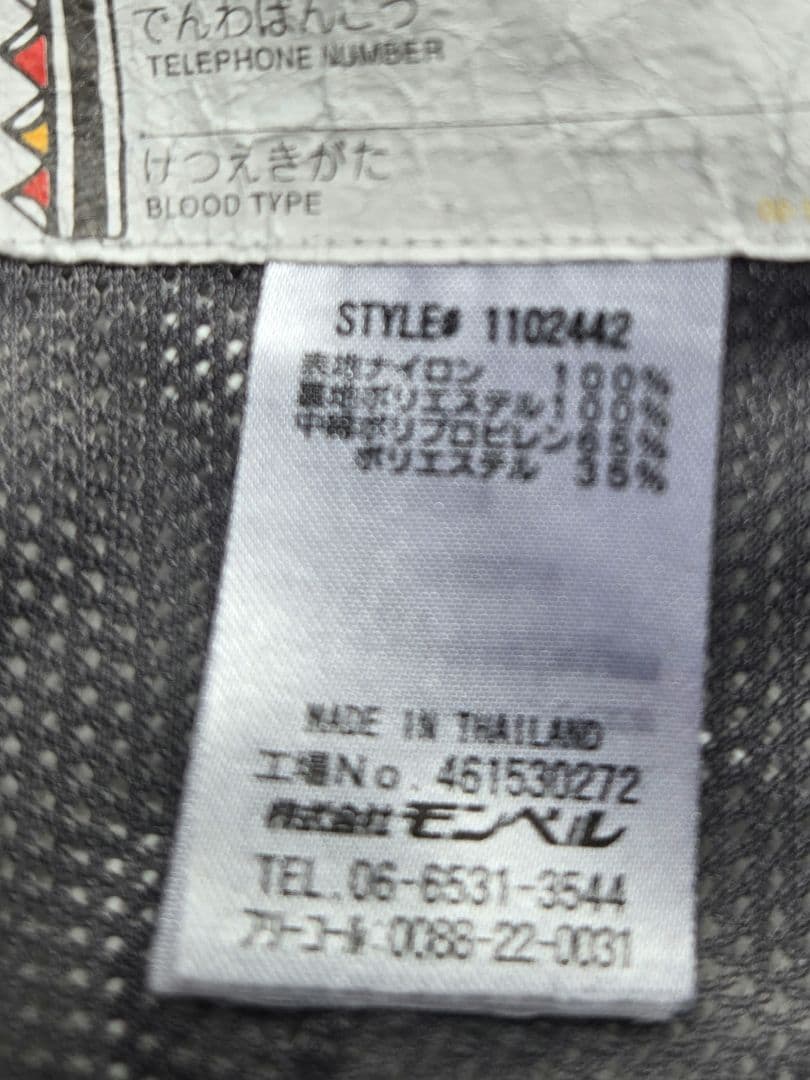 でんわばんごう
TELEPHONE NUMBER
けつえきがた
BLOOD TYPE
STYLE# 1102442
表地ナイロン 100%
裏地ポリエステル100%
中綿ポリプロピレン65%
ポリエステル 35%
MADE IN THAILAND
工場No. 461530272
株式会社モンベル
TEL.06-6531-3544
フリーコール:0088-22-0031